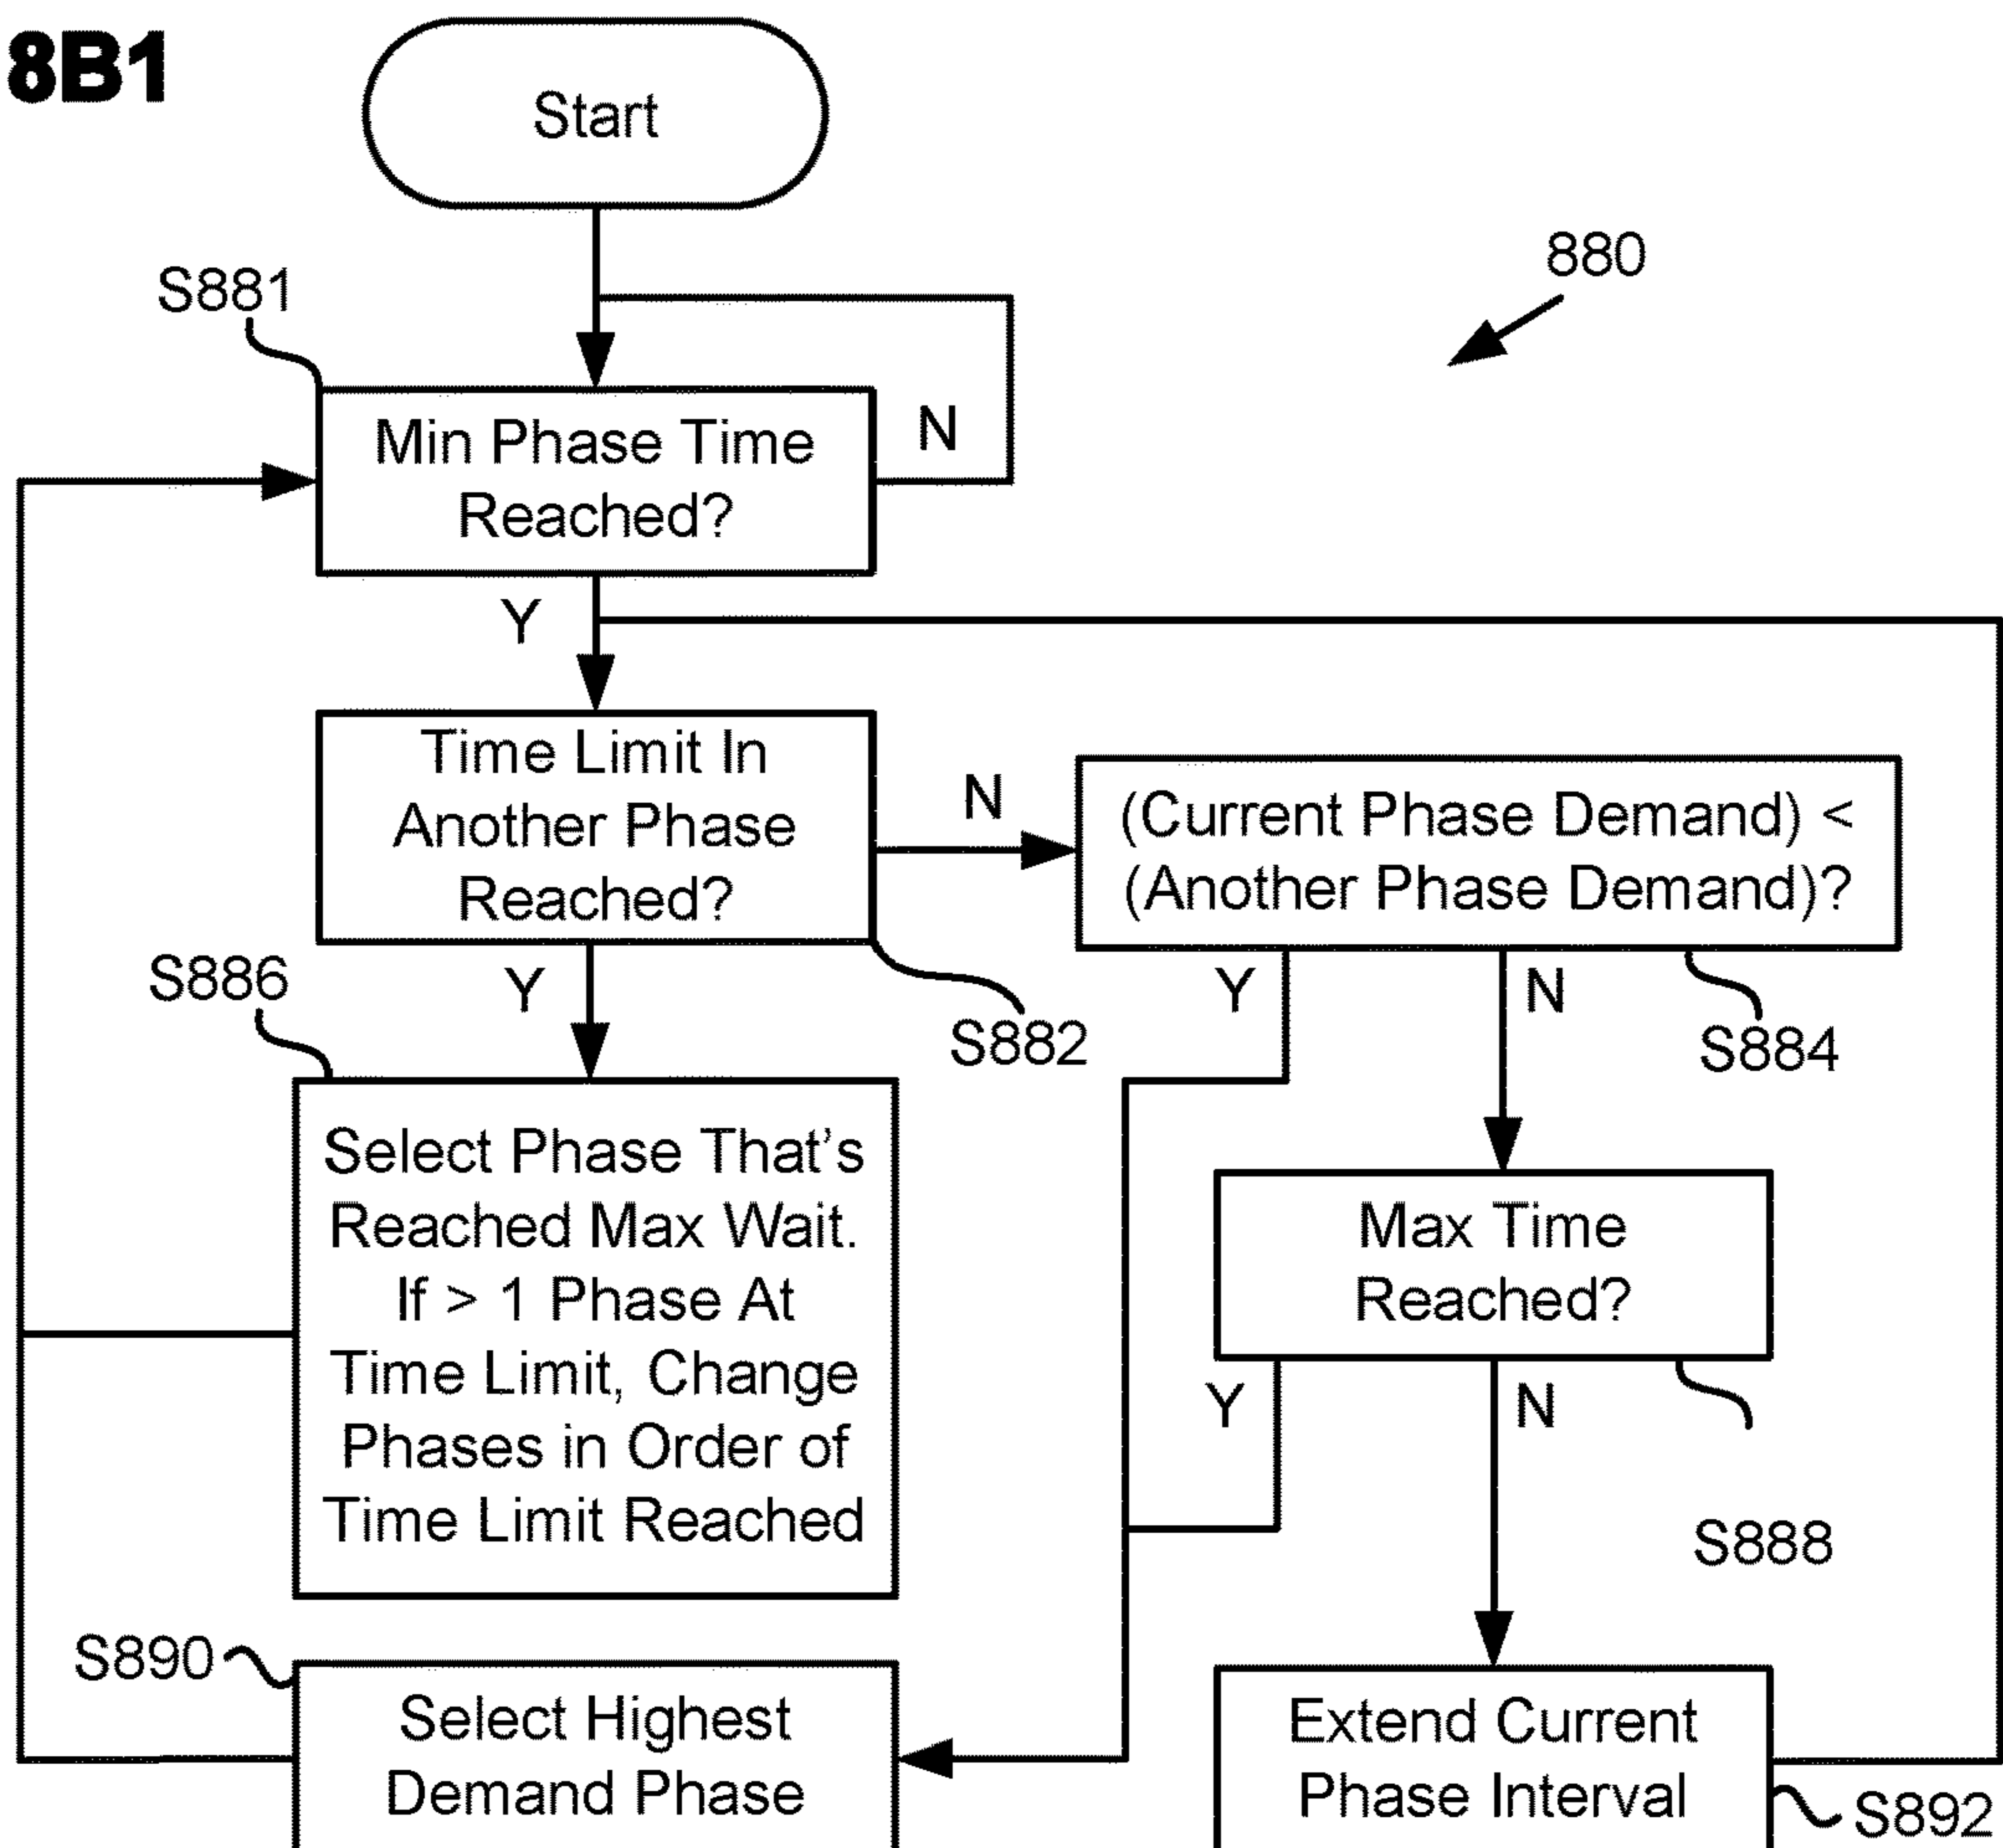 8B1
Start
880
S881
Min Phase Time
Reached?
N
Y
Time Limit In
Another Phase
Reached?
N
(Current Phase Demand) <
(Another Phase Demand)?
S886
Y
S882
Y
N
S884
Select Phase That's
Reached Max Wait.
If > 1 Phase At
Time Limit, Change
Phases in Order of
Time Limit Reached
Max Time
Reached?
Y
N
S888
S890
Select Highest
Demand Phase
Extend Current
Phase Interval
S892